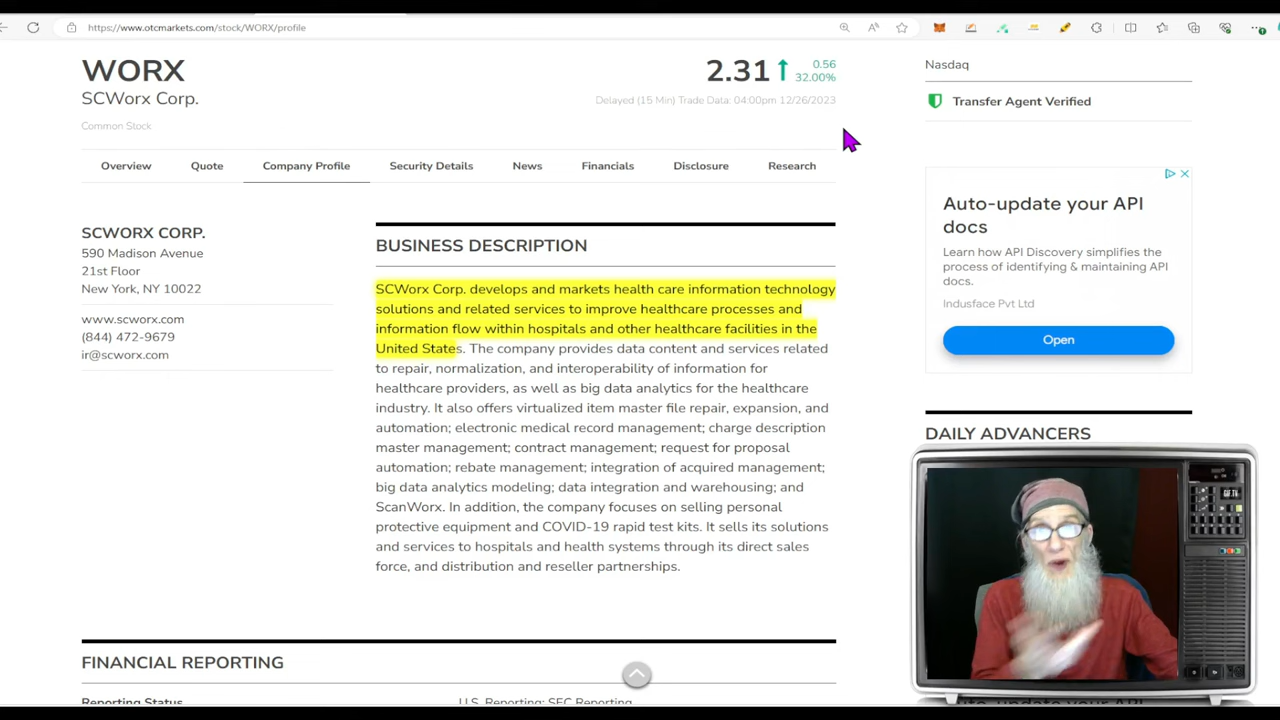 https://www.otcmarkets.com/stock/WORX/profile
WORX
2.31
0.56
32.00%
SCWorx Corp.
Delayed (15 Min) Trade Data: 04:00pm 12/26/2023
Common Stock
Overview
Quote
Company Profile
Security Details
News
Financials
Disclosure
Research
SCWORX CORP.
590 Madison Avenue
21st Floor
New York, NY 10022
www.scworx.com
(844) 472-9679
ir@scworx.com
BUSINESS DESCRIPTION
SCWorx Corp. develops and markets health care information technology
solutions and related services to improve healthcare processes and
information flow within hospitals and other healthcare facilities in the
United States. The company provides data content and services related
to repair, normalization, and interoperability of information for
healthcare providers, as well as big data analytics for the healthcare
industry. It also offers virtualized item master file repair, expansion, and
automation; electronic medical record management; charge description
master management; contract management; request for proposal
automation; rebate management; integration of acquired management;
big data analytics modeling; data integration and warehousing; and
ScanWorx. In addition, the company focuses on selling personal
protective equipment and COVID-19 rapid test kits. It sells its solutions
and services to hospitals and health systems through its direct sales
force, and distribution and reseller partnerships.
FINANCIAL REPORTING
Reporting Status
U.S. Reporting: SEC Reporting
Nasdaq
Transfer Agent Verified
Auto-update your API
docs
Learn how API Discovery simplifies the
process of identifying & maintaining API
docs.
Indusface Pvt Ltd
Open
DAILY ADVANCERS
GIF.TV
Auto-update your API